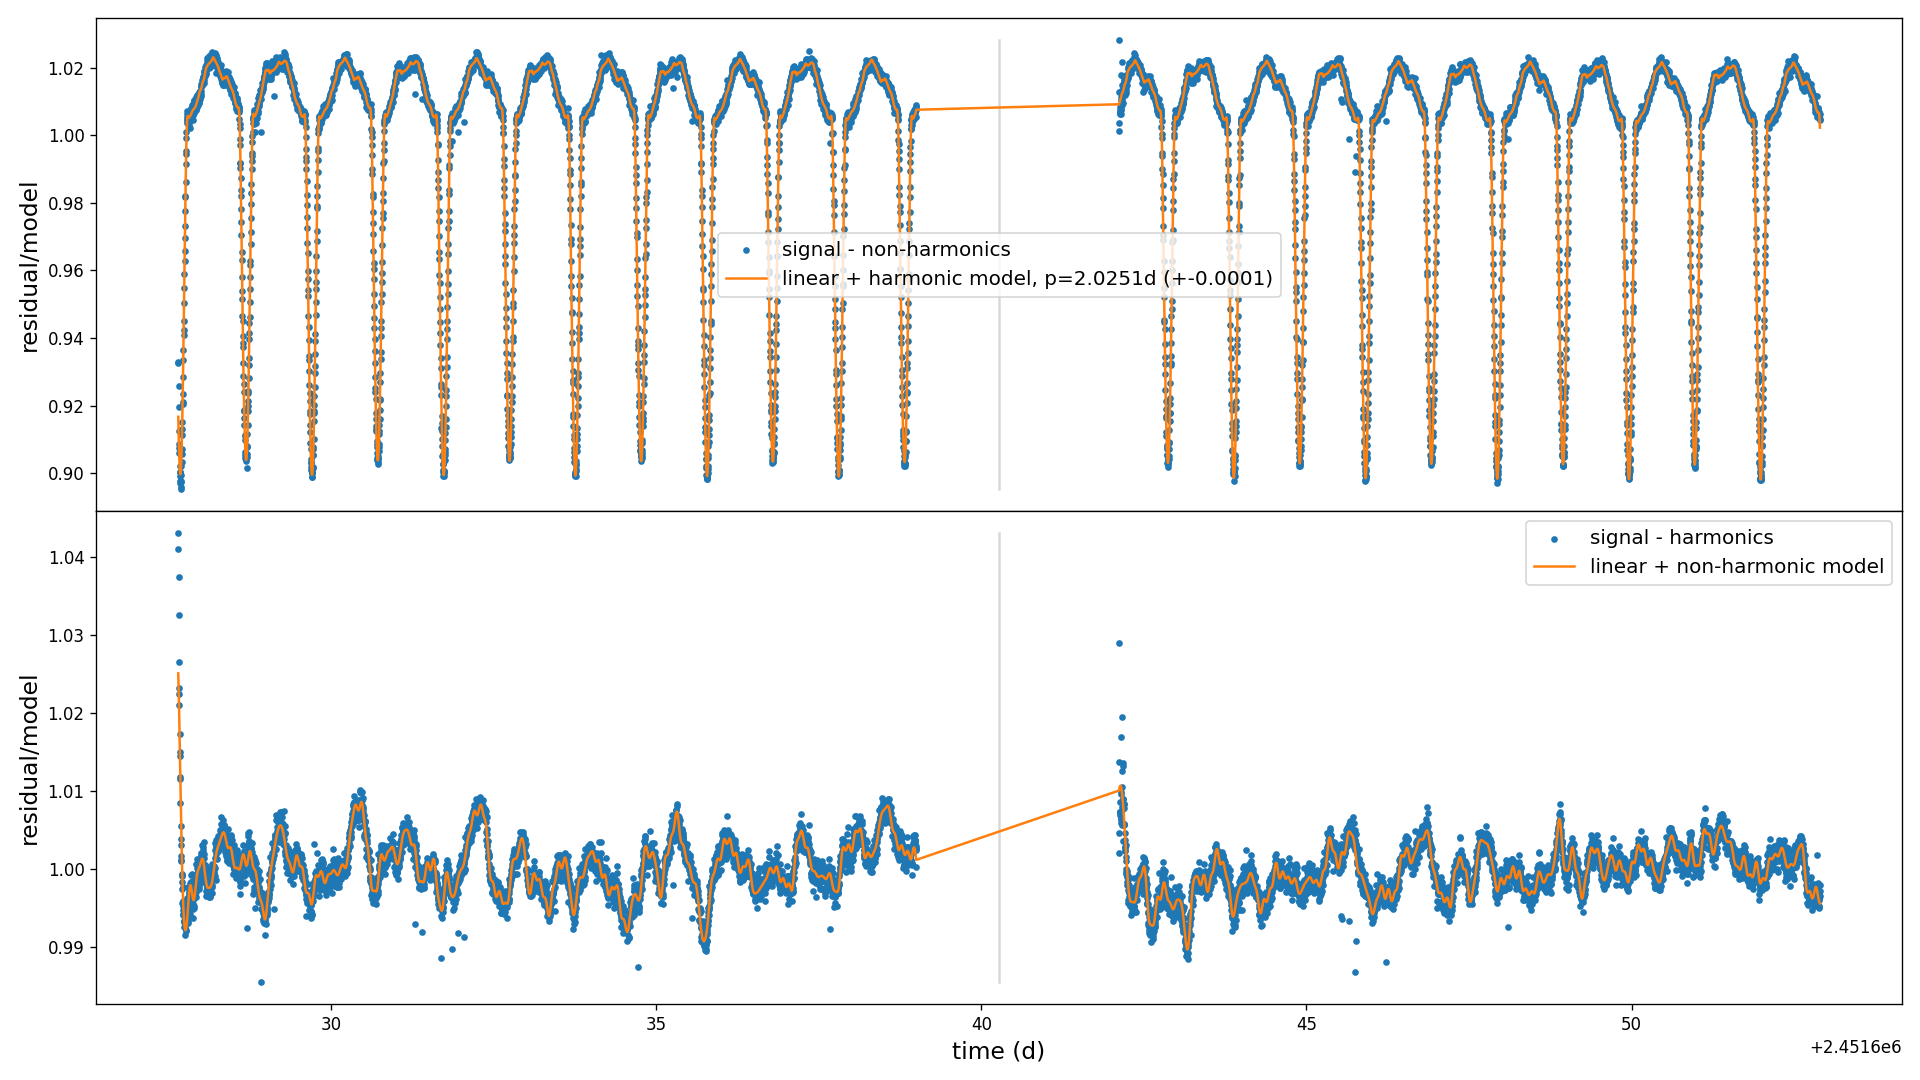 residual/model
1.02
1.00
0.98
0.96
0.94
0.92
0.90
signal - non-harmonics
linear + harmonic model, p=2.0251d (+-0.0001)
residual/model
1.04
1.03
1.02
1.01
1.00
0.99
signal - harmonics
linear + non-harmonic model
30 35 40 45 50
time (d)
+2.4516e6